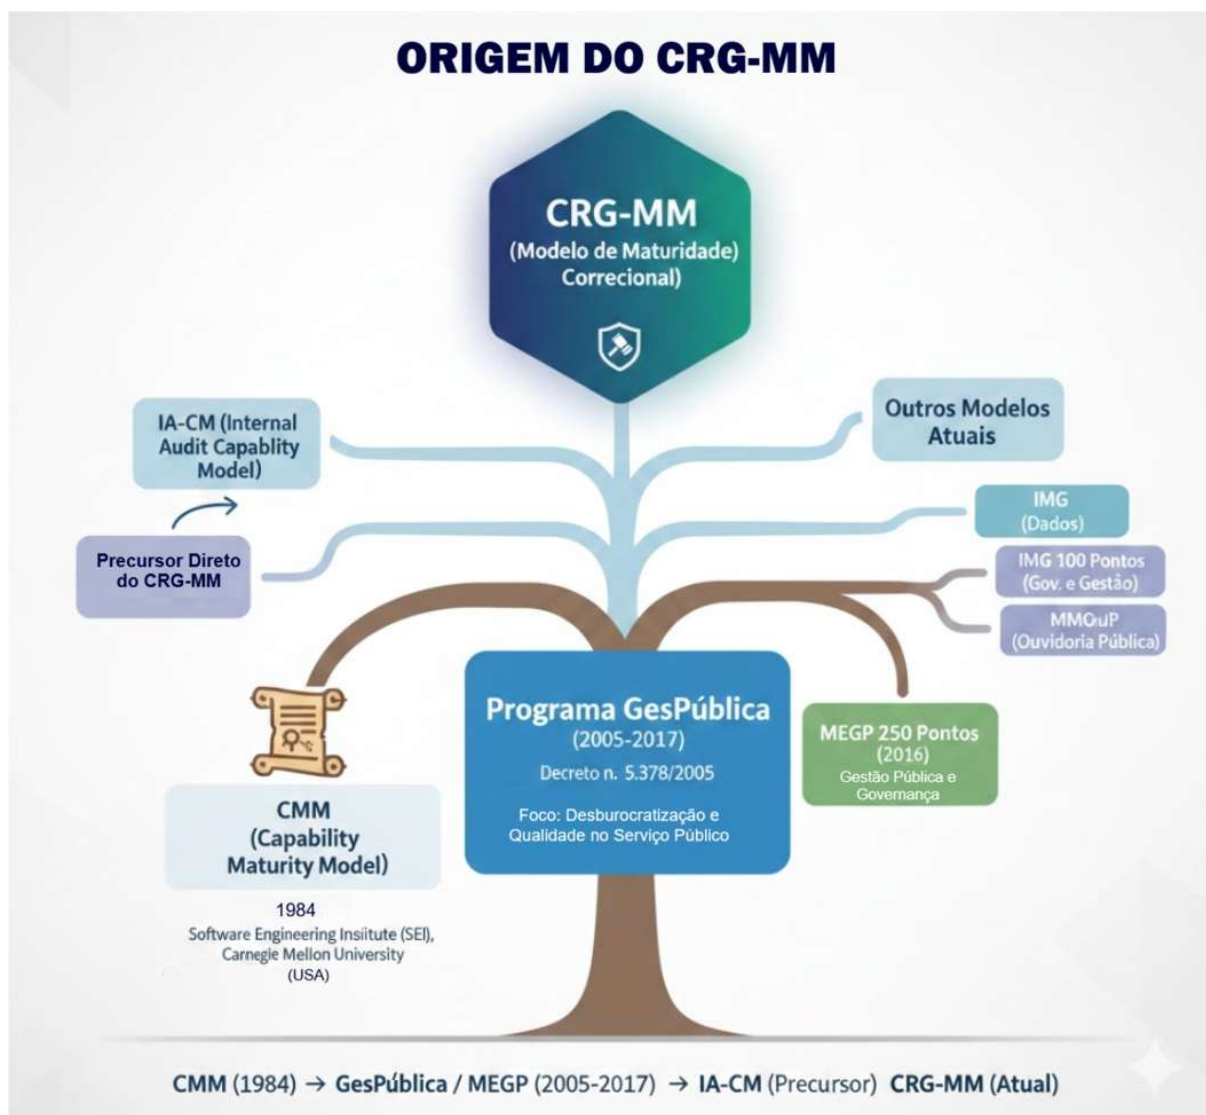 ORIGEM DO CRG-MM
CRG-MM
(Modelo de Maturidade)
Correcional)
IA-CM (Internal
Audit Capablity
Model)
Outros Modelos
Atuais
Precursor Direto
do CRG-MM
IMG
(Dados)
IMG 100 Pontos
(Gov. e Gestão)
MMOuP
(Ouvidoria Pública)
Programa GesPública
(2005-2017)
Decreto n. 5.378/2005
Foco: Desburocratização e
Qualidade no Serviço Público
MEGP 250 Pontos
(2016)
Gestão Pública e
Governança
CMM
(Capability
Maturity Model)
1984
Software Engineering Insiitute (SEI),
Carnegie Mellon University
(USA)
CMM (1984) → GesPública / MEGP (2005-2017) → IA-CM (Precursor) CRG-MM (Atual)